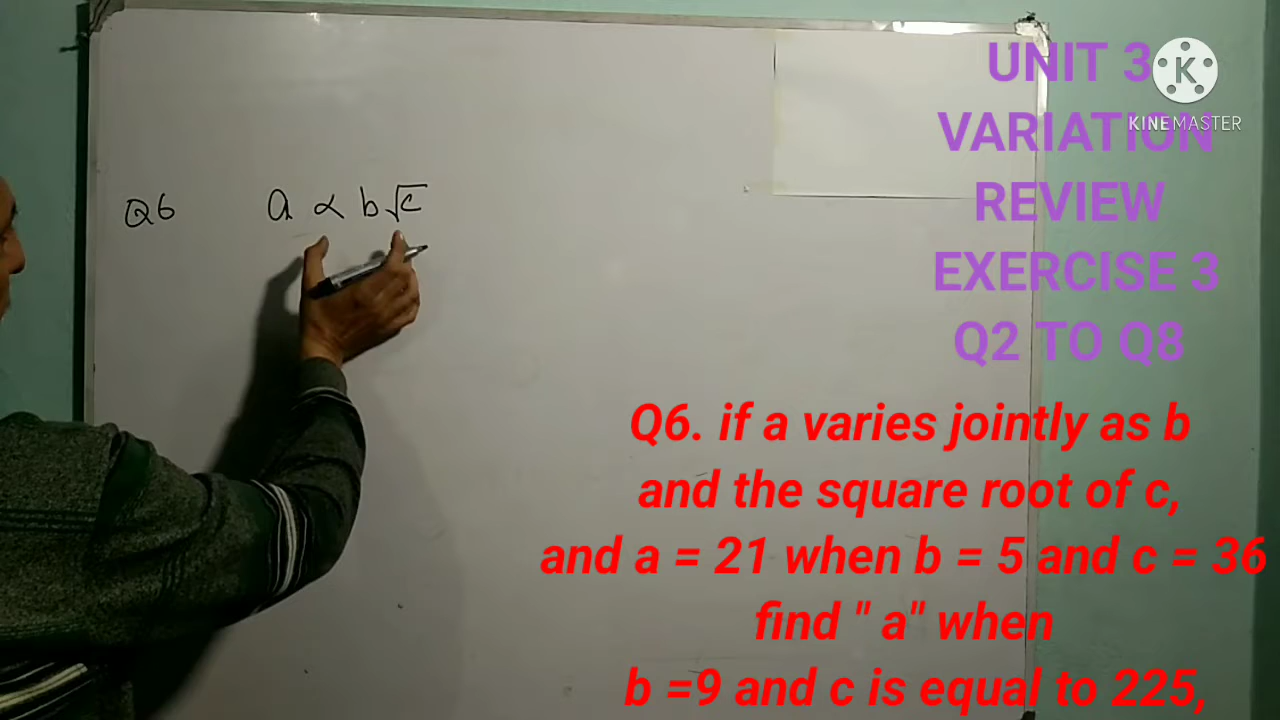 UNIT 3
VARIATION
REVIEW
EXERCISE 3
Q2 TO Q8
K
KINEMASTER
Q6 a ∝ b√c
Q6. if a varies jointly as b
and the square root of c,
and a = 21 when b = 5 and c = 36
find " a" when
b =9 and c is equal to 225,